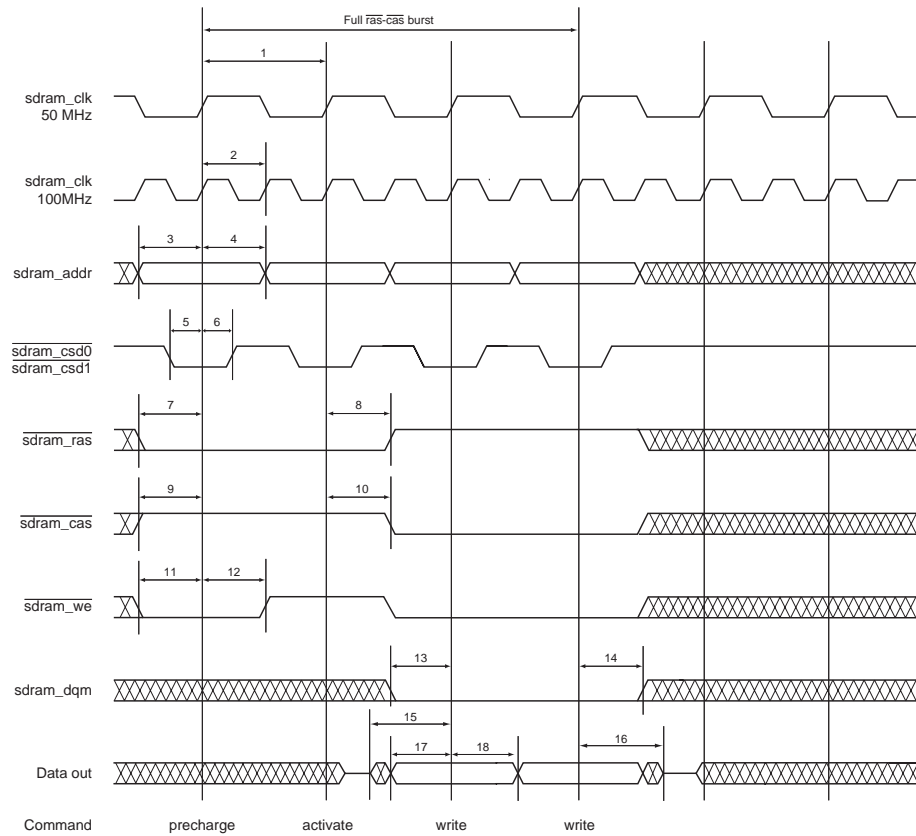 Full ras-cas burst
1
sdram_clk
50 MHz
2
sdram_clk
100MHz
3 4
sdram_addr
5 6
sdram_csd0
sdram_csd1
7 8
sdram_ras
9 10
sdram_cas
11 12
sdram_we
13 14
sdram_dqm
15
17 18 16
Data out
Command precharge activate write write